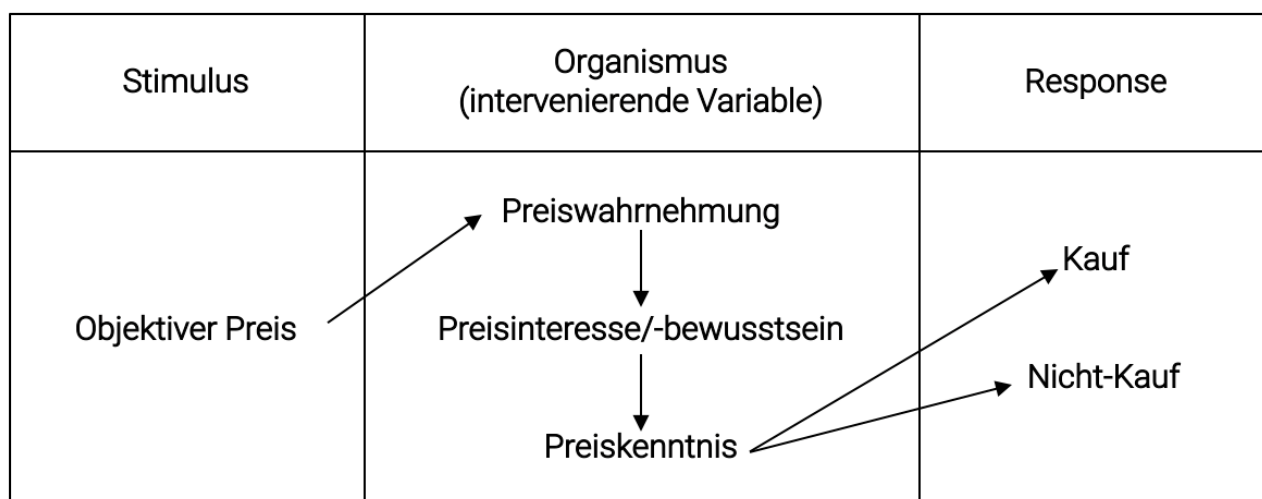 Stimulus
Organismus
(intervenierende Variable)
Response
Objektiver Preis
Preiswahrnehmung
Preisinteresse/-bewusstsein
Preiskenntnis
Kauf
Nicht-Kauf